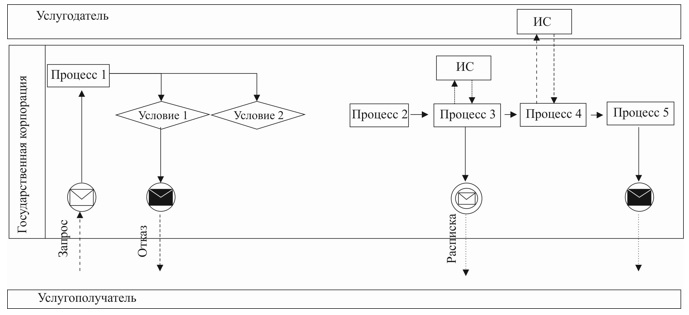 Услугодатель
ИС
Государственная корпорация
Процесс 1
ИС
Условие 1
Условие 2
Процесс 2
Процесс 3
Процесс 4
Процесс 5
Запрос
Отказ
Расписка
Услугополучатель